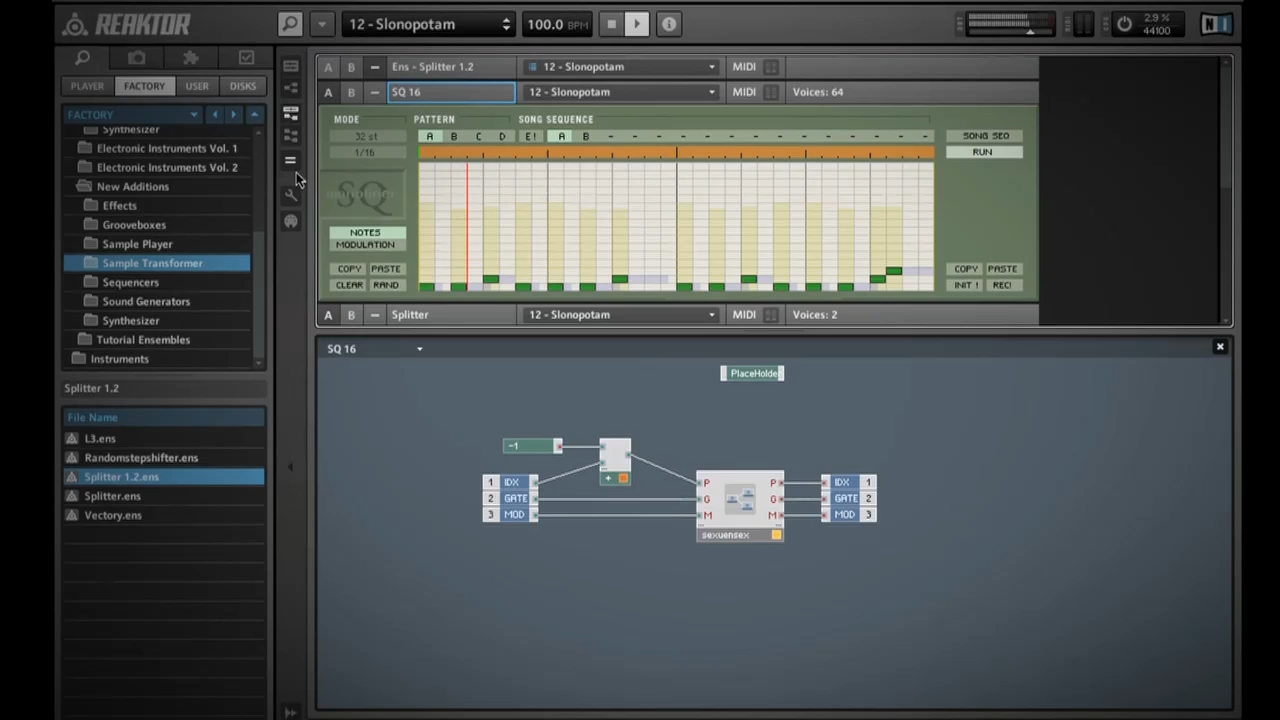 REAKTOR
12 - Slonopotam
100.0 BPM
2.9 %
44100
PLAYER FACTORY USER DISKS
FACTORY
Synthesizer
Electronic Instruments Vol. 1
Electronic Instruments Vol. 2
New Additions
Effects
Grooveboxes
Sample Player
Sample Transformer
Sequencers
Sound Generators
Synthesizer
Tutorial Ensembles
Instruments
Splitter 1.2
File Name
L3.ens
Randomstepshifter.ens
Splitter 1.2.ens
Splitter.ens
Vectory.ens
A B Ens - Splitter 1.2 12 - Slonopotam MIDI
A B SQ 16 12 - Slonopotam MIDI Voices: 64
MODE PATTERN SONG SEQUENCE
32 st A B C D E! A B - - - - - - - - - - - - - - SONG SEQ
1/16 RUN
SQ
NOTES
MODULATION
COPY PASTE COPY PASTE
CLEAR RAND INIT ! REC!
A B Splitter 12 - Slonopotam MIDI Voices: 2
SQ 16
PlaceHolde
-1
+
1 IDX P P IDX 1
2 GATE G G GATE 2
3 MOD M M MOD 3
sexuensex